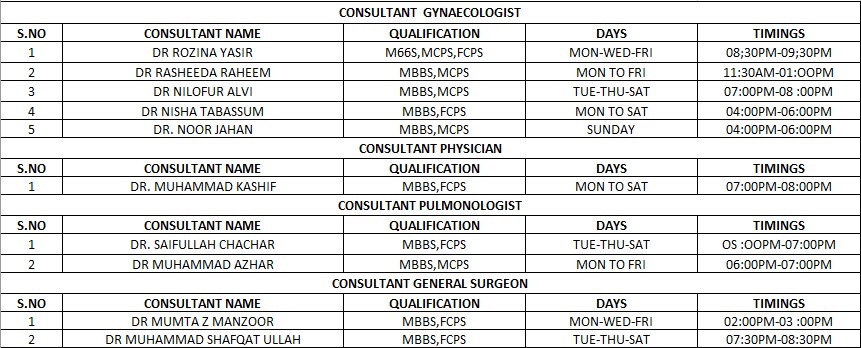 CONSULTANT GYNAECOLOGIST
S.NO CONSULTANT NAME QUALIFICATION DAYS TIMINGS
1 DR ROZINA YASIR M66S,MCPS,FCPS MON-WED-FRI 08;30PM-09;30PM
2 DR RASHEEDA RAHEEM MBBS,MCPS MON TO FRI 11:30AM-01:OOPM
3 DR NILOFUR ALVI MBBS,MCPS TUE-THU-SAT 07:00PM-08 :00PM
4 DR NISHA TABASSUM MBBS,FCPS MON TO SAT 04:00PM-06:00PM
5 DR. NOOR JAHAN MBBS,MCPS SUNDAY 04:00PM-06:00PM
CONSULTANT PHYSICIAN
S.NO CONSULTANT NAME QUALIFICATION DAYS TIMINGS
1 DR. MUHAMMAD KASHIF MBBS,FCPS MON TO SAT 07:00PM-08:00PM
CONSULTANT PULMONOLOGIST
S.NO CONSULTANT NAME QUALIFICATION DAYS TIMINGS
1 DR. SAIFULLAH CHACHAR MBBS,FCPS TUE-THU-SAT OS :OOPM-07:00PM
2 DR MUHAMMAD AZHAR MBBS,MCPS MON TO FRI 06:00PM-07:00PM
CONSULTANT GENERAL SURGEON
S.NO CONSULTANT NAME QUALIFICATION DAYS TIMINGS
1 DR MUMTA Z MANZOOR MBBS,FCPS MON-WED-FRI 02:00PM-03 :00PM
2 DR MUHAMMAD SHAFQAT ULLAH MBBS,FCPS TUE-THU-SAT 07:30PM-08:30PM